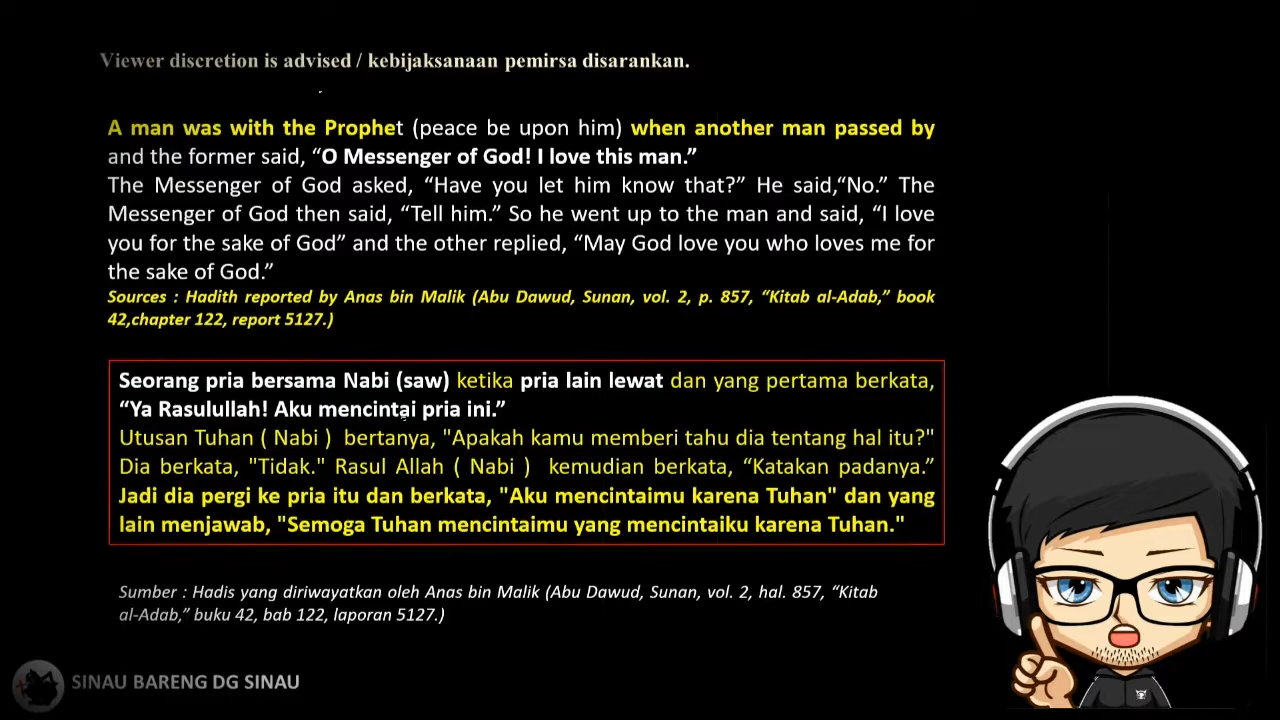 Viewer discretion is advised / kebijaksanaan pemirsa disarankan.
A man was with the Prophet (peace be upon him) when another man passed by
and the former said, “O Messenger of God! I love this man.”
The Messenger of God asked, “Have you let him know that?” He said,“No.” The
Messenger of God then said, “Tell him.” So he went up to the man and said, “I love
you for the sake of God” and the other replied, “May God love you who loves me for
the sake of God.”
Sources : Hadith reported by Anas bin Malik (Abu Dawud, Sunan, vol. 2, p. 857, “Kitab al-Adab,” book
42,chapter 122, report 5127.)
Seorang pria bersama Nabi (saw) ketika pria lain lewat dan yang pertama berkata,
“Ya Rasulullah! Aku mencintai pria ini.”
Utusan Tuhan ( Nabi ) bertanya, "Apakah kamu memberi tahu dia tentang hal itu?"
Dia berkata, "Tidak." Rasul Allah ( Nabi ) kemudian berkata, “Katakan padanya.”
Jadi dia pergi ke pria itu dan berkata, "Aku mencintaimu karena Tuhan" dan yang
lain menjawab, "Semoga Tuhan mencintaimu yang mencintaiku karena Tuhan."
Sumber : Hadis yang diriwayatkan oleh Anas bin Malik (Abu Dawud, Sunan, vol. 2, hal. 857, “Kitab
al-Adab,” buku 42, bab 122, laporan 5127.)
SINAU BARENG DG SINAU